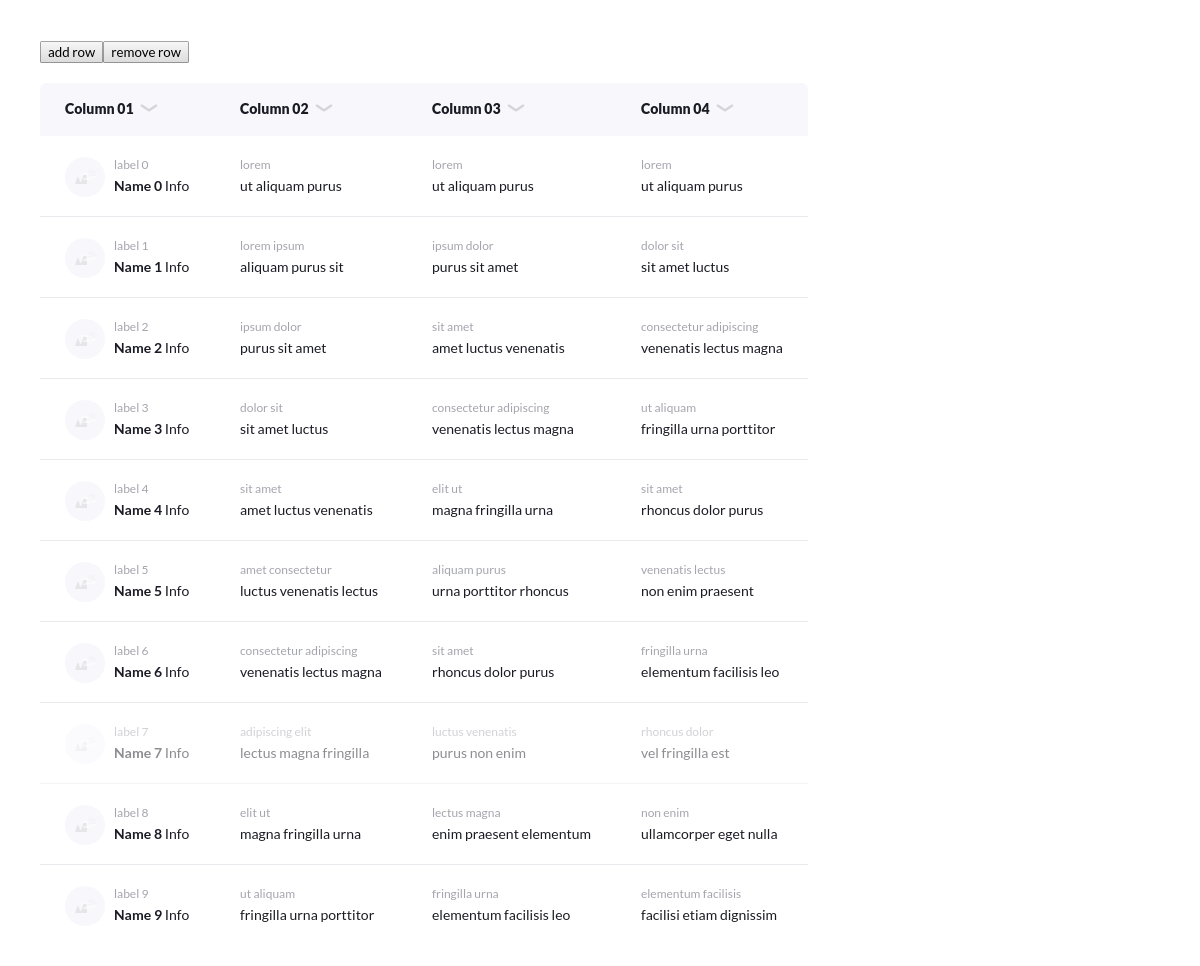 add row remove row
Column 01 Column 02 Column 03 Column 04
label 0 lorem lorem lorem
Name 0 Info ut aliquam purus ut aliquam purus ut aliquam purus
label 1 lorem ipsum ipsum dolor dolor sit
Name 1 Info aliquam purus sit purus sit amet sit amet luctus
label 2 ipsum dolor sit amet consectetur adipiscing
Name 2 Info purus sit amet amet luctus venenatis venenatis lectus magna
label 3 dolor sit consectetur adipiscing ut aliquam
Name 3 Info sit amet luctus venenatis lectus magna fringilla urna porttitor
label 4 sit amet elit ut sit amet
Name 4 Info amet luctus venenatis magna fringilla urna rhoncus dolor purus
label 5 amet consectetur aliquam purus venenatis lectus
Name 5 Info luctus venenatis lectus urna porttitor rhoncus non enim praesent
label 6 consectetur adipiscing sit amet fringilla urna
Name 6 Info venenatis lectus magna rhoncus dolor purus elementum facilisis leo
label 7 adipiscing elit luctus venenatis rhoncus dolor
Name 7 Info lectus magna fringilla purus non enim vel fringilla est
label 8 elit ut lectus magna non enim
Name 8 Info magna fringilla urna enim praesent elementum ullamcorper eget nulla
label 9 ut aliquam fringilla urna elementum facilisis
Name 9 Info fringilla urna porttitor elementum facilisis leo facilisi etiam dignissim